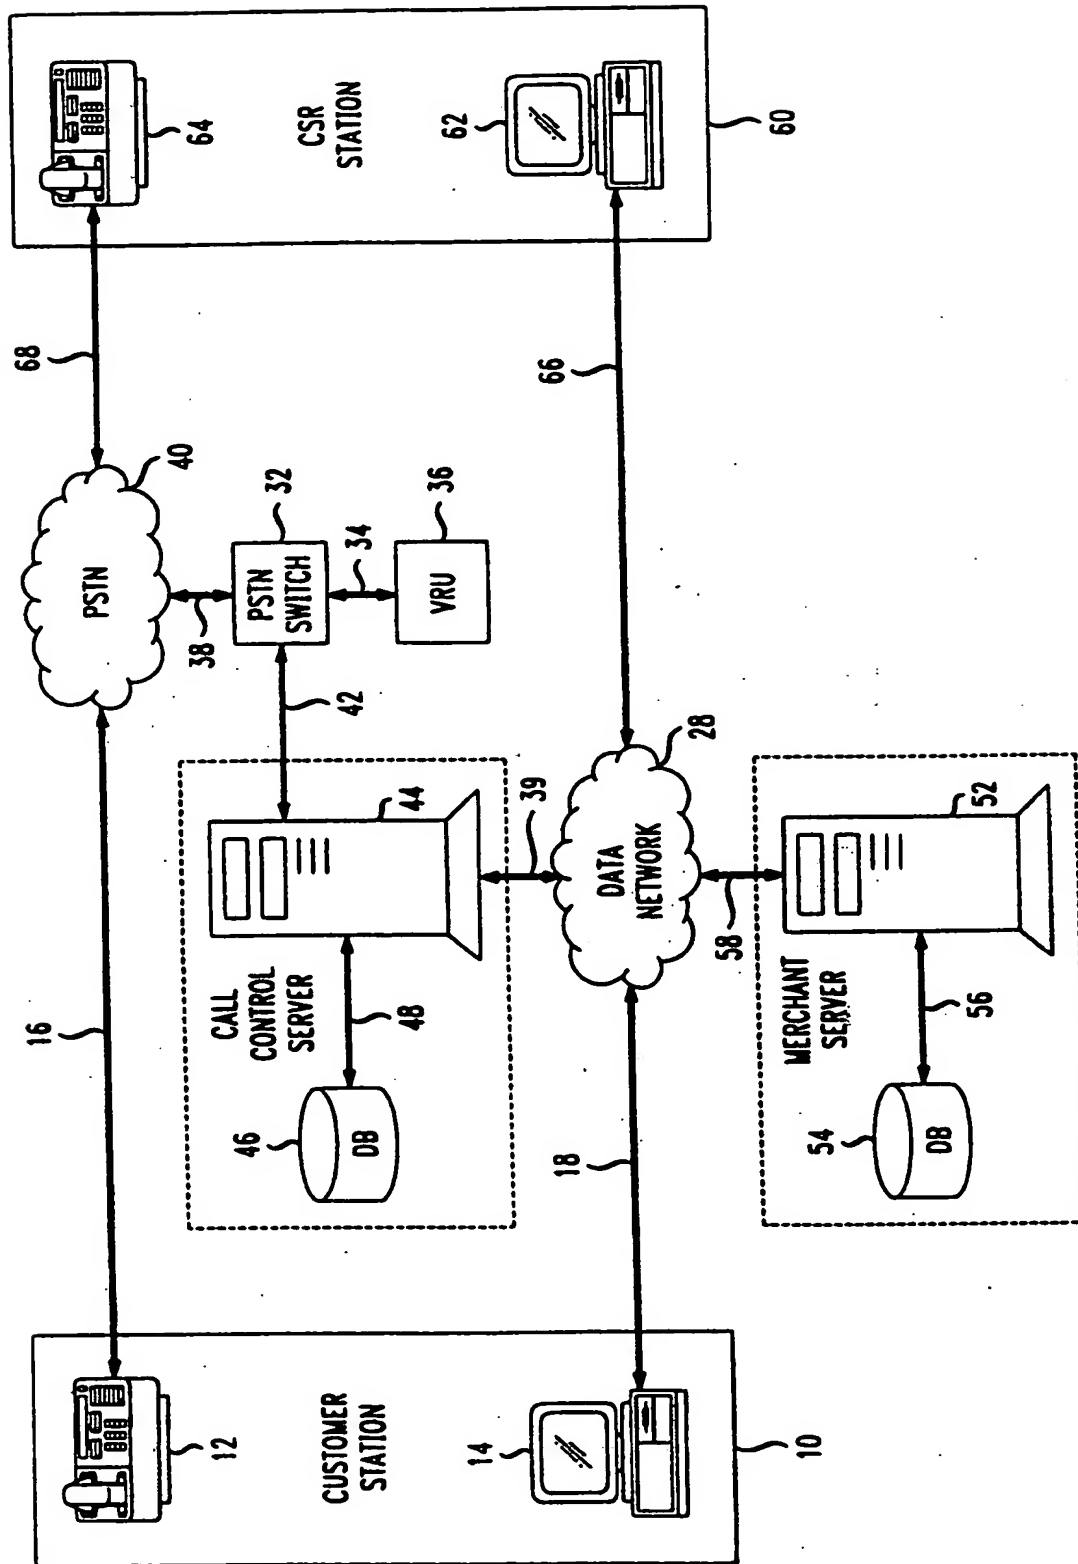 CUSTOMER
STATION
12
14
10
16
18
CALL
CONTROL
SERVER
46
DB
48
44
42
39
PSTN
40
38
PSTN
SWITCH
32
34
VRU
36
DATA
NETWORK
28
58
MERCHANT
SERVER
54
DB
56
52
68
66
CSR
STATION
64
62
60